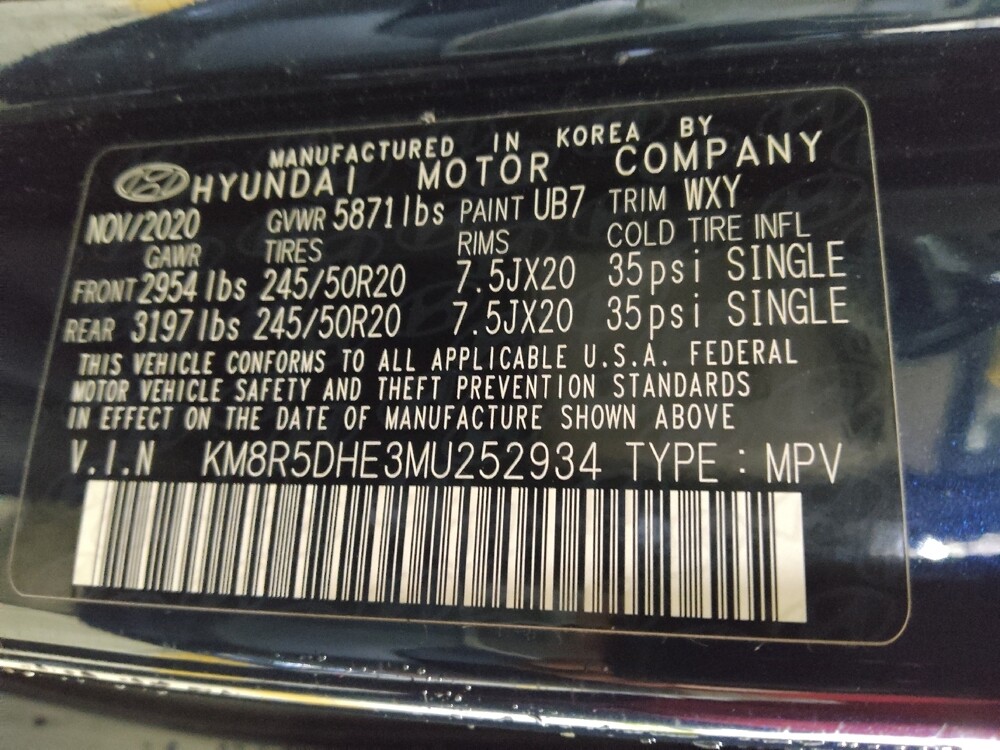 MANUFACTURED IN KOREA BY
HYUNDAI MOTOR COMPANY
NOV/2020 GVWR 5871lbs PAINT UB7 TRIM WXY
GAWR TIRES RIMS COLD TIRE INFL
FRONT 2954 lbs 245/50R20 7.5JX20 35psi SINGLE
REAR 3197 lbs 245/50R20 7.5JX20 35psi SINGLE
THIS VEHICLE CONFORMS TO ALL APPLICABLE U.S.A. FEDERAL
MOTOR VEHICLE SAFETY AND THEFT PREVENTION STANDARDS
IN EFFECT ON THE DATE OF MANUFACTURE SHOWN ABOVE
V.I.N KM8R5DHE3MU252934 TYPE : MPV